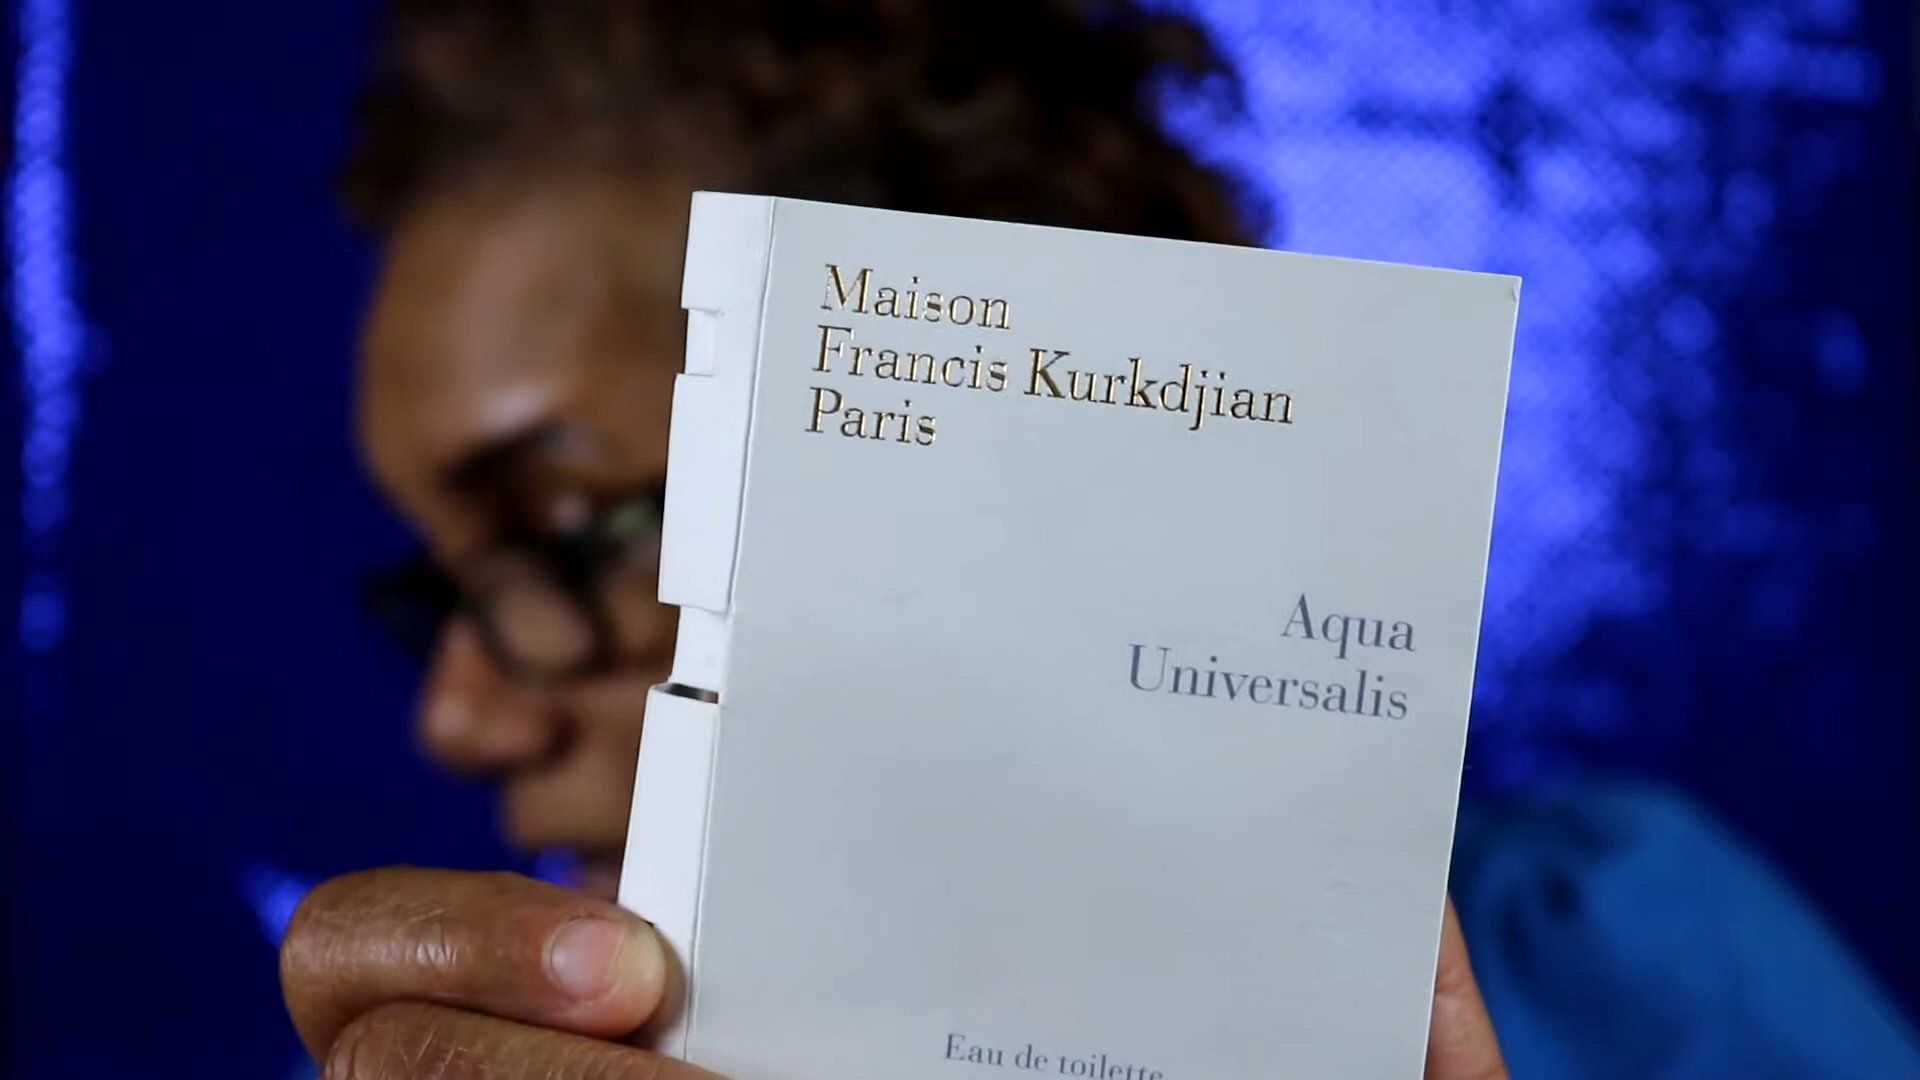 Maison
Francis Kurkdjian
Paris
Aqua
Universalis
Eau de toilette